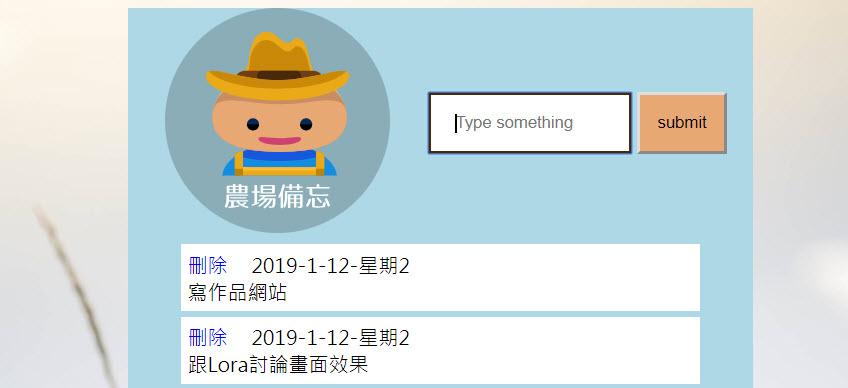 農場備忘
Type something
submit
刪除 2019-1-12-星期2
寫作品網站
刪除 2019-1-12-星期2
跟Lora討論畫面效果